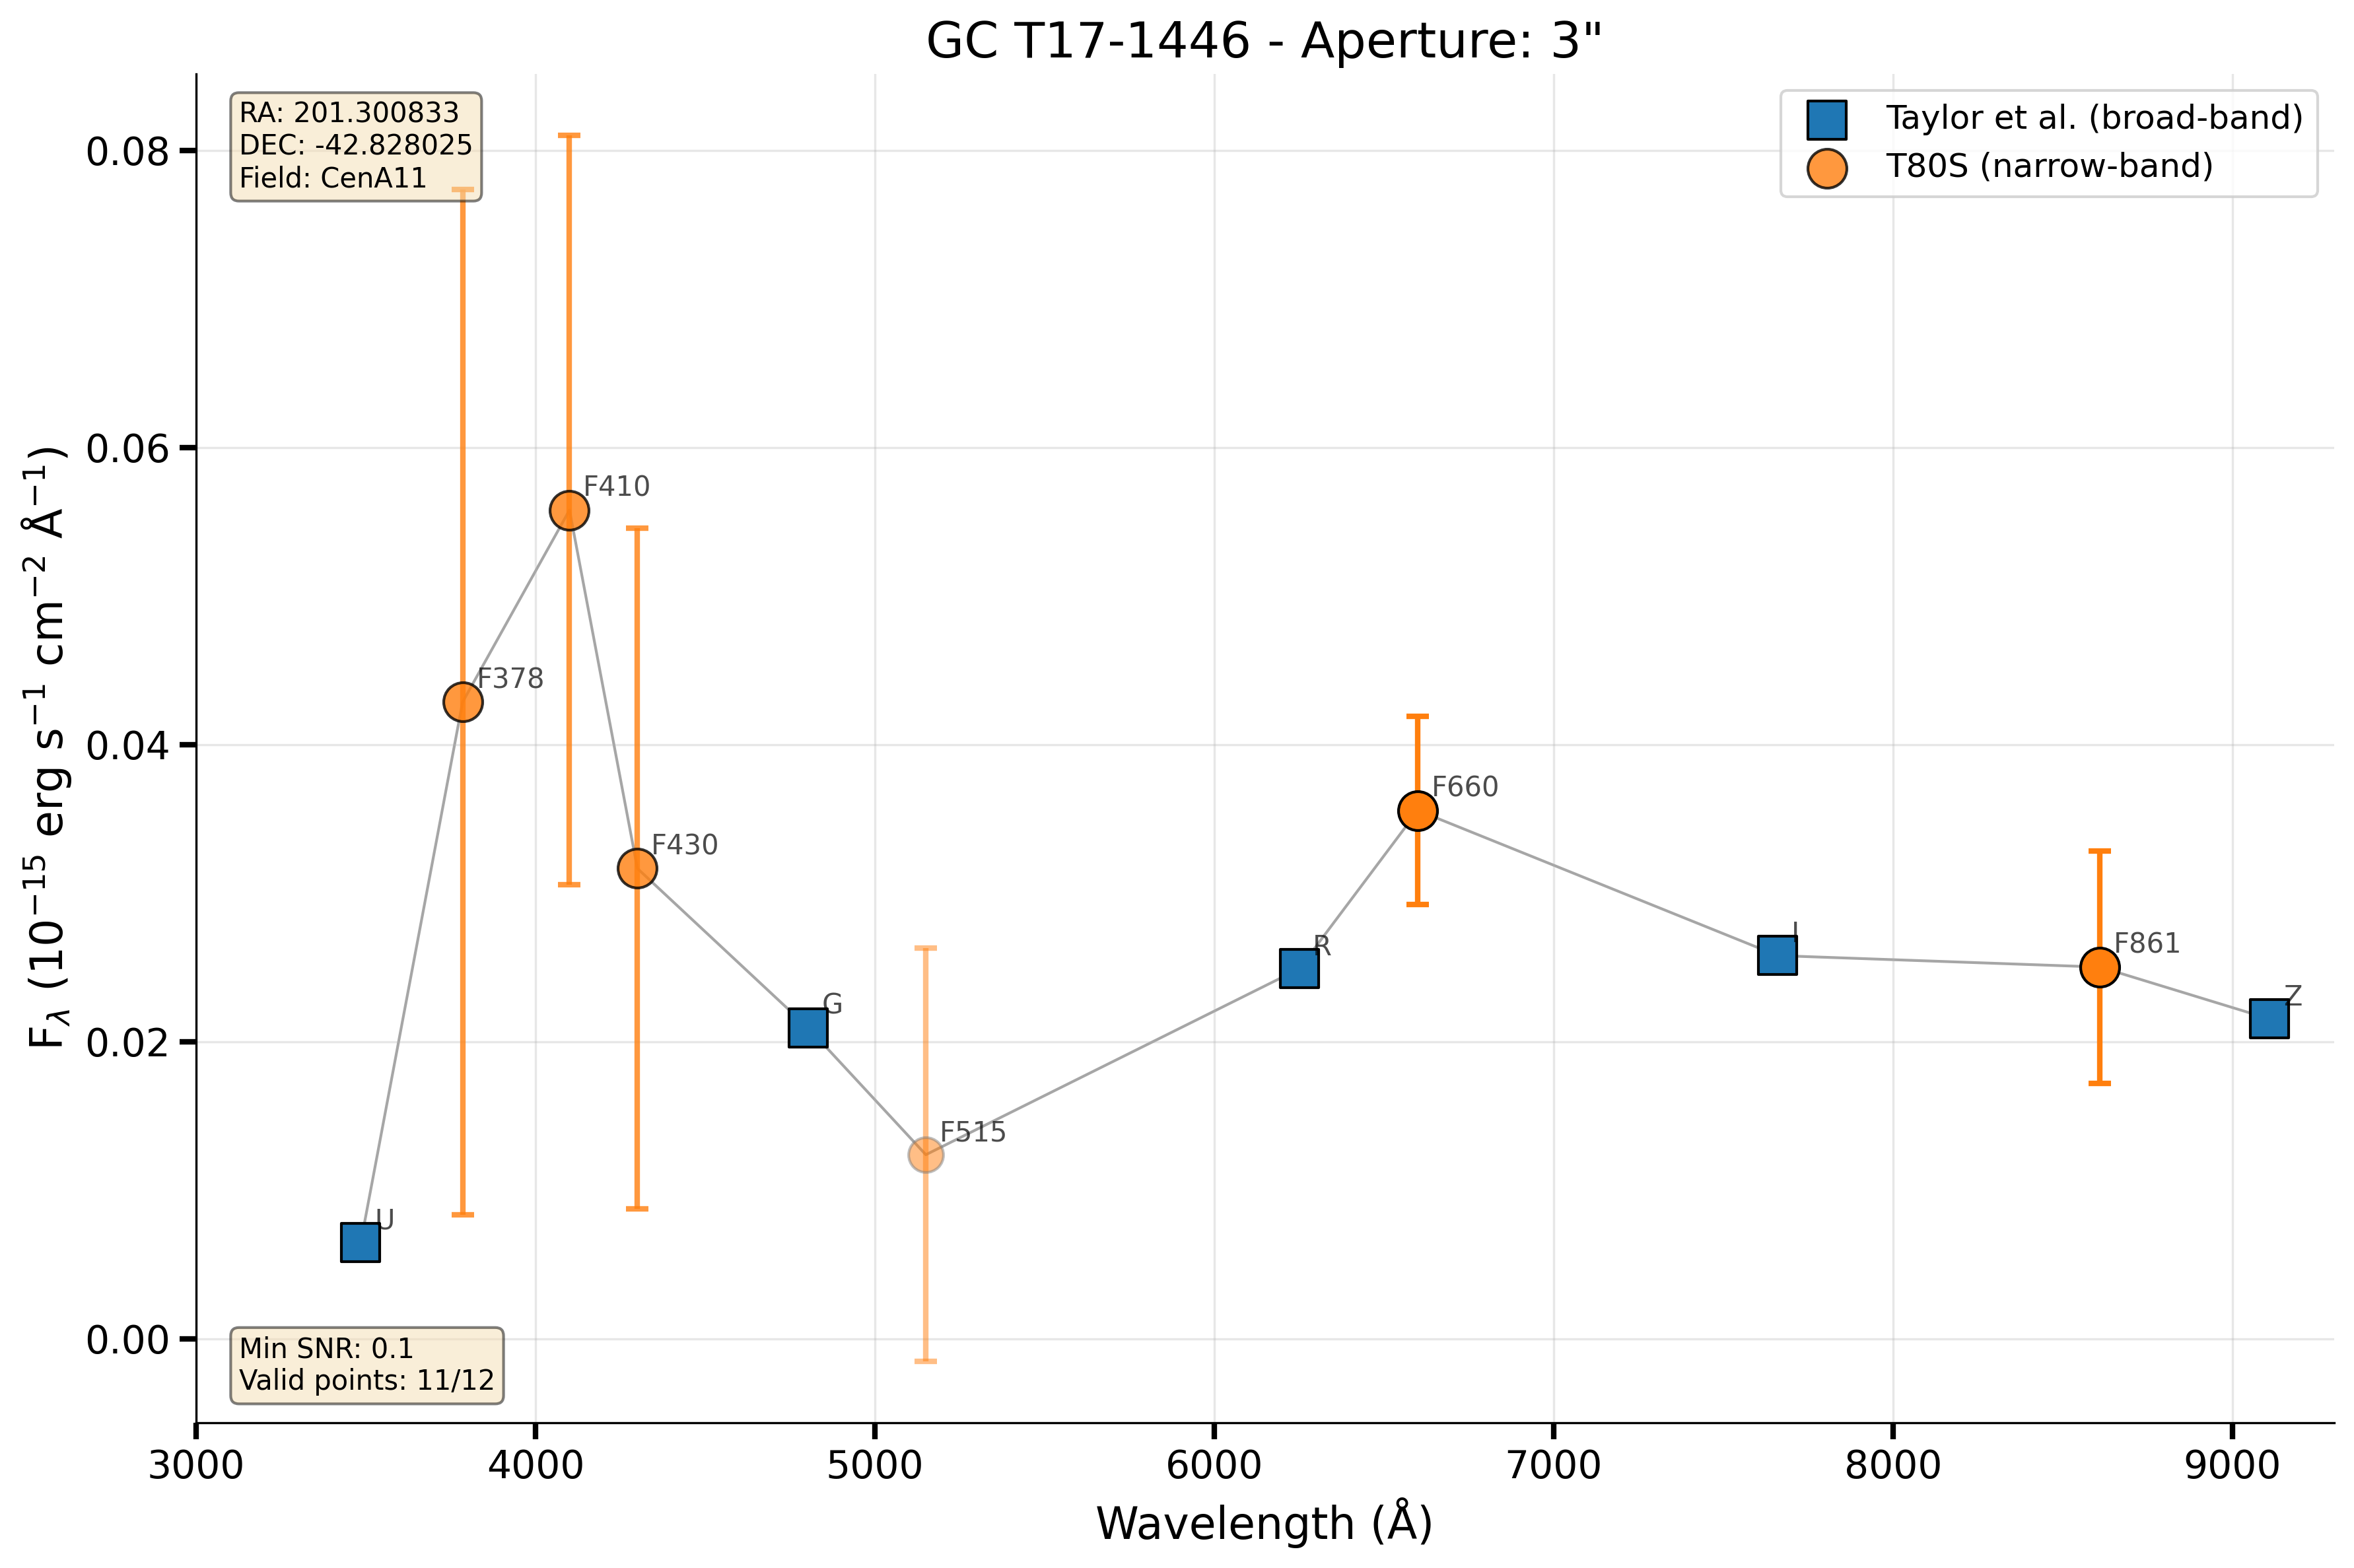 GC T17-1446 - Aperture: 3"
RA: 201.300833
DEC: -42.828025
Field: CenA11
Taylor et al. (broad-band)
T80S (narrow-band)
0.08
0.06
0.04
0.02
0.00
F410
F378
F430
F660
R
I
F861
Z
G
F515
U
Min SNR: 0.1
Valid points: 11/12
3000 4000 5000 6000 7000 8000 9000
Wavelength (Å)
Fλ (10⁻¹⁵ erg s⁻¹ cm⁻² Å⁻¹)